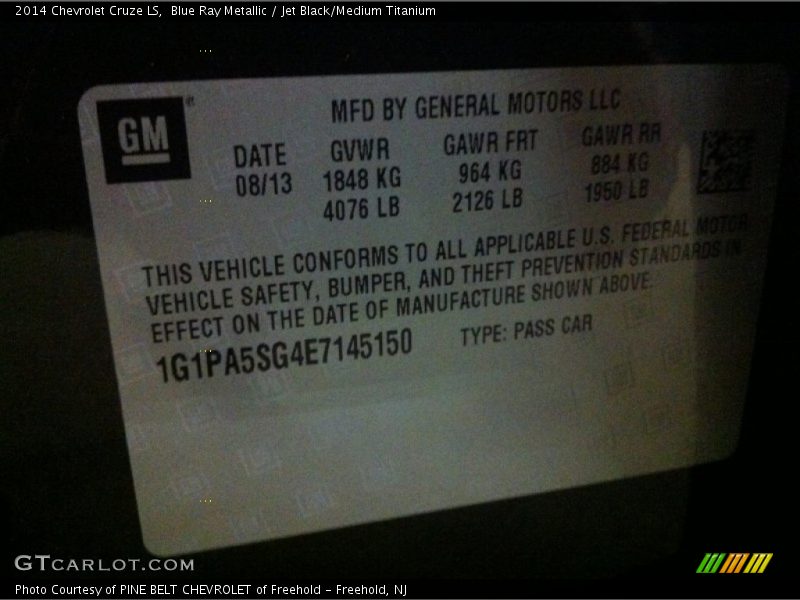 2014 Chevrolet Cruze LS,  Blue Ray Metallic / Jet Black/Medium Titanium
GM®
MFD BY GENERAL MOTORS LLC
DATE GVWR GAWR FRT GAWR RR
08/13 1848 KG 964 KG 884 KG
4076 LB 2126 LB 1950 LB
THIS VEHICLE CONFORMS TO ALL APPLICABLE U.S. FEDERAL MOTOR
VEHICLE SAFETY, BUMPER, AND THEFT PREVENTION STANDARDS IN
EFFECT ON THE DATE OF MANUFACTURE SHOWN ABOVE.
1G1PA5SG4E7145150 TYPE: PASS CAR
GTCARLOT.COM
Photo Courtesy of PINE BELT CHEVROLET of Freehold - Freehold, NJ